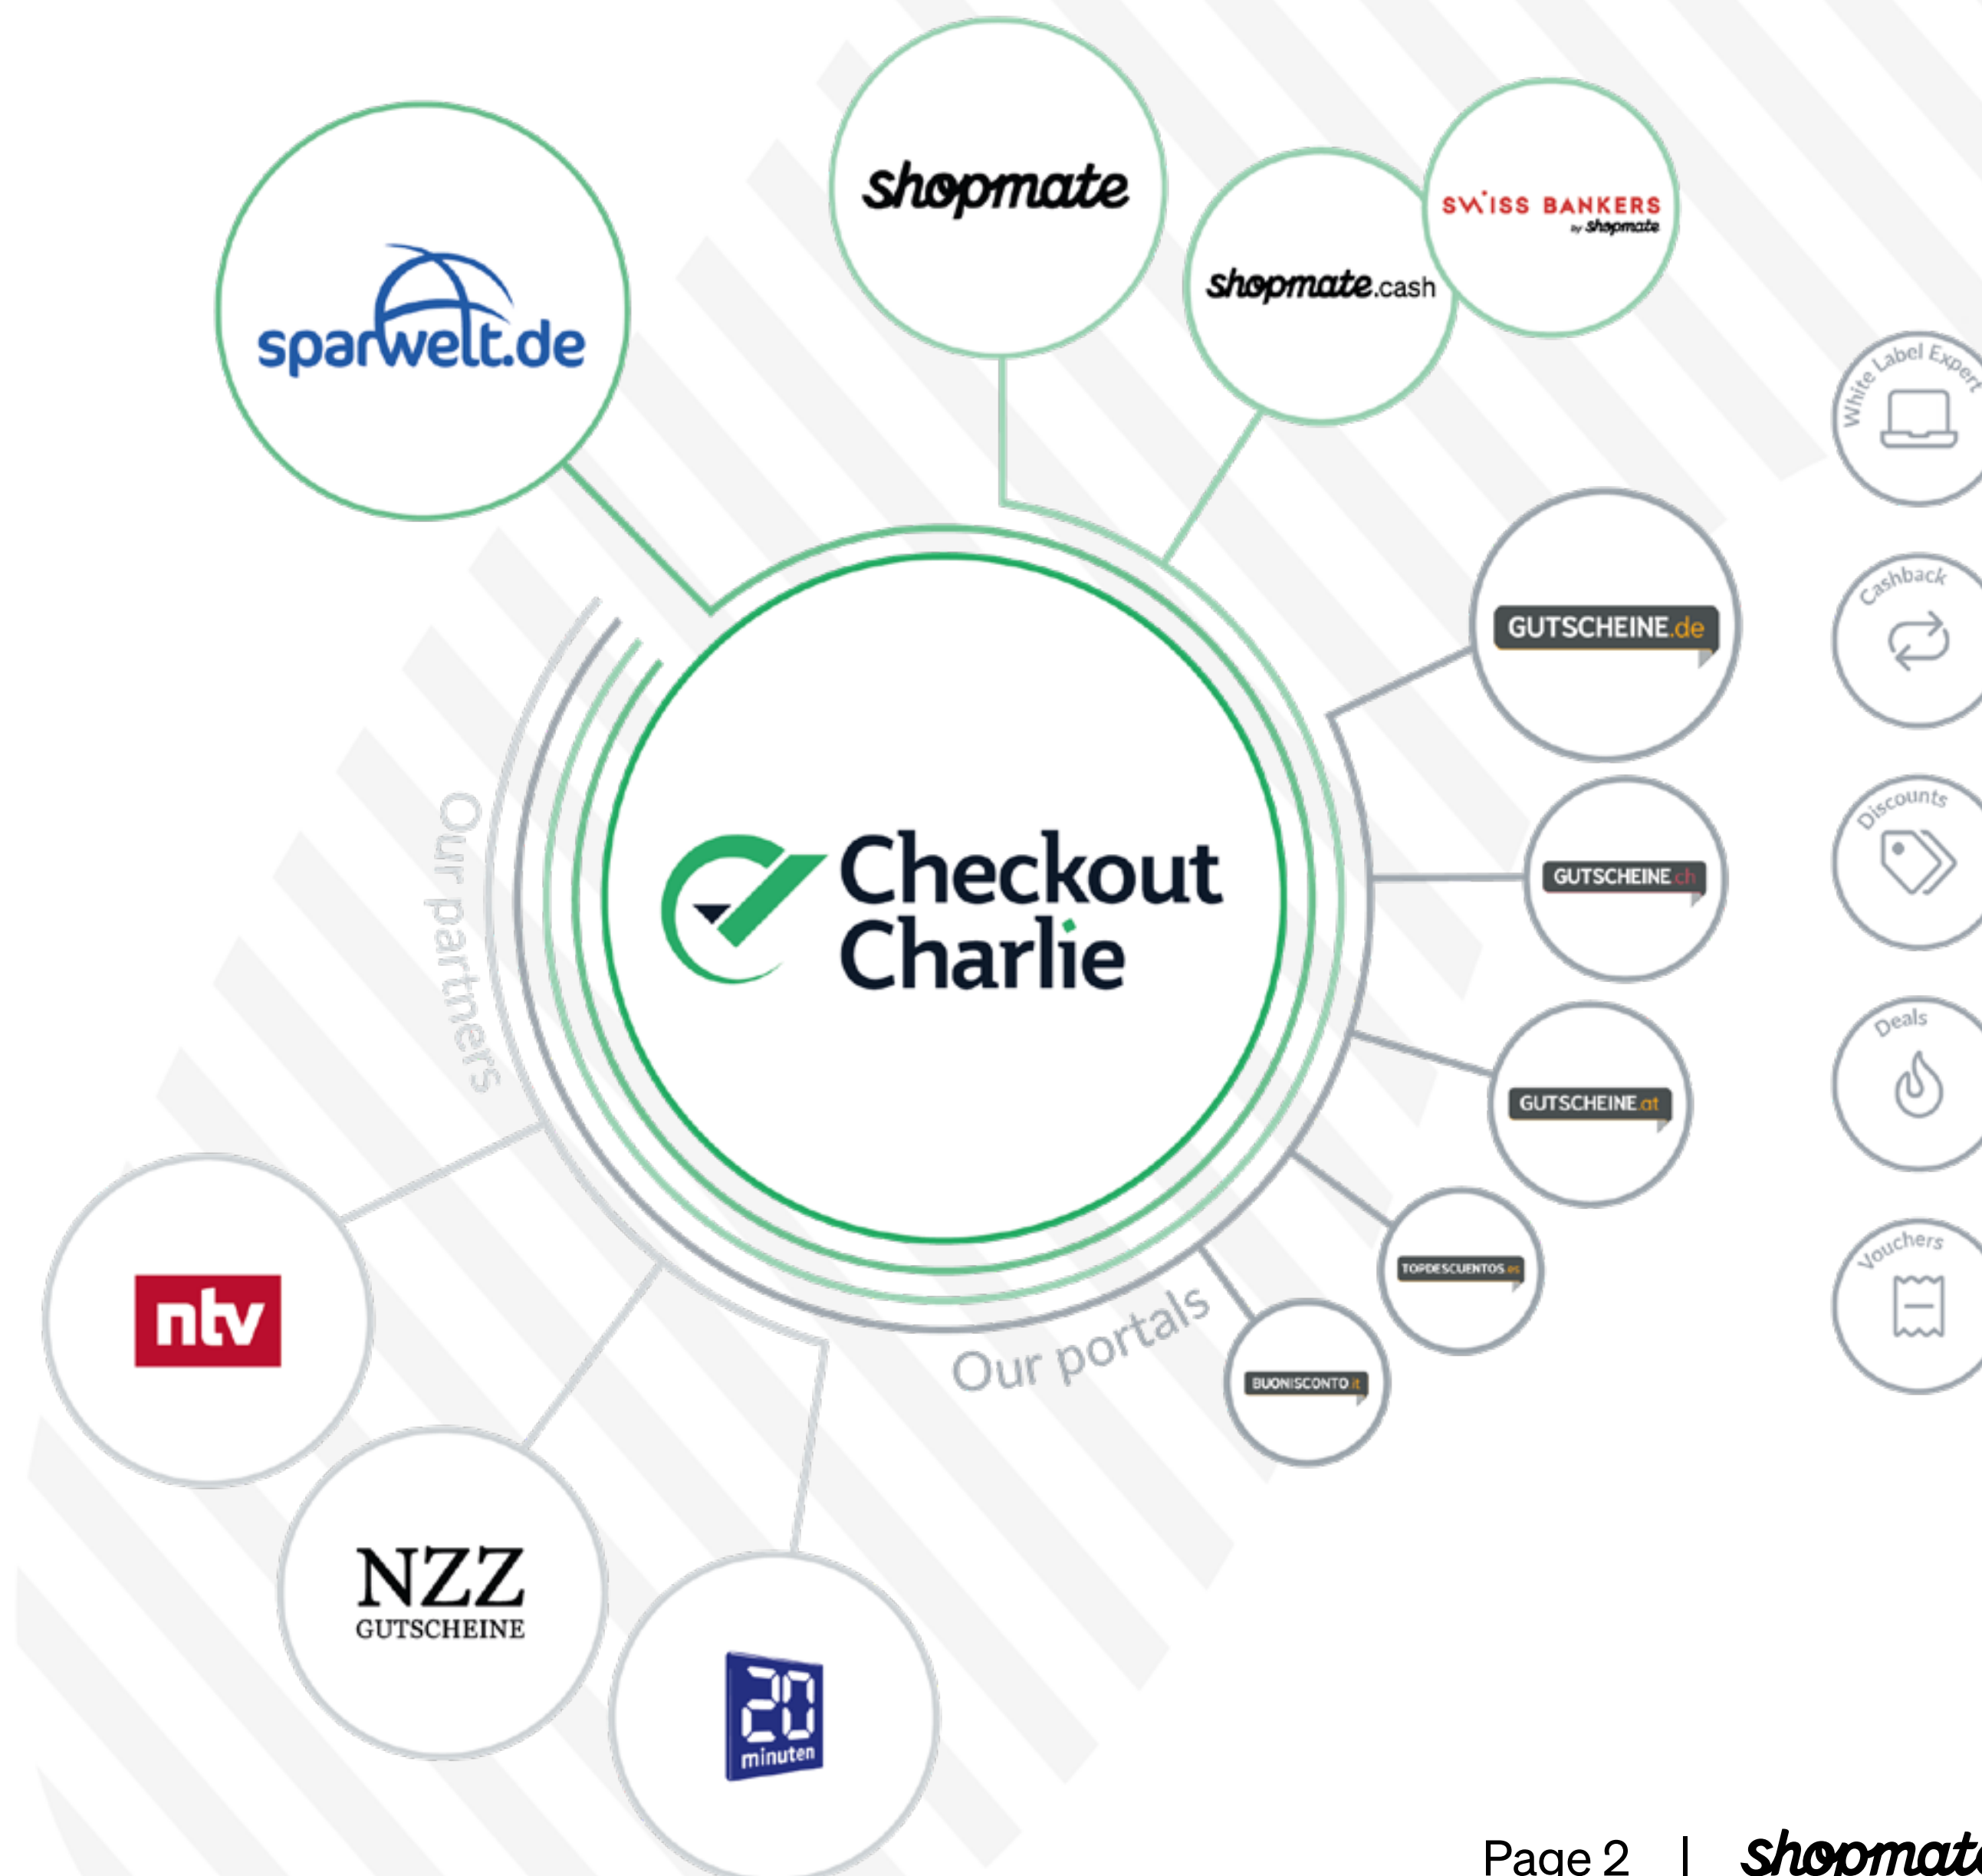 shopmate
SWISS BANKERS
by shopmate
shopmate.cash
sparwelt.de
White Label Expert
Cashback
Discounts
Deals
Vouchers
GUTSCHEINE.de
GUTSCHEINE.ch
GUTSCHEINE.at
TOPDESCUENTOS.es
BUONISCONTO.it
Checkout
Charlie
Our partners
Our portals
ntv
NZZ
GUTSCHEINE
20
minuten
Page 2 | shopmate